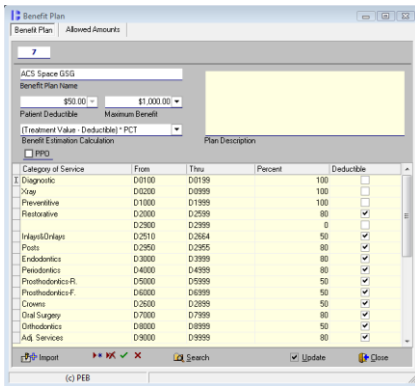 Benefit Plan
Benefit Plan Allowed Amounts
7
ACS Space GSG
Benefit Plan Name
$50.00 $1,000.00
Patient Deductible Maximum Benefit
(Treatment Value - Deductible) * PCT
Benefit Estimation Calculation Plan Description
PPO
Category of Service From Thru Percent Deductible
Diagnostic D0100 D0199 100
Xray D0200 D0999 100
Preventitive D1000 D1999 100
Restorative D2000 D2599 80
D2900 D2999 0
Inlays&Onlays D2510 D2664 50
Posts D2950 D2955 80
Endodontics D3000 D3999 80
Periodontics D4000 D4999 80
Prosthodontics-R. D5000 D5999 50
Prosthodontics-F. D6000 D6999 50
Crowns D2600 D2899 50
Oral Surgery D7000 D7999 80
Orthodontics D8000 D8999 50
Adj. Services D9000 D9999 80
Import Search Update Close
(c) PEB